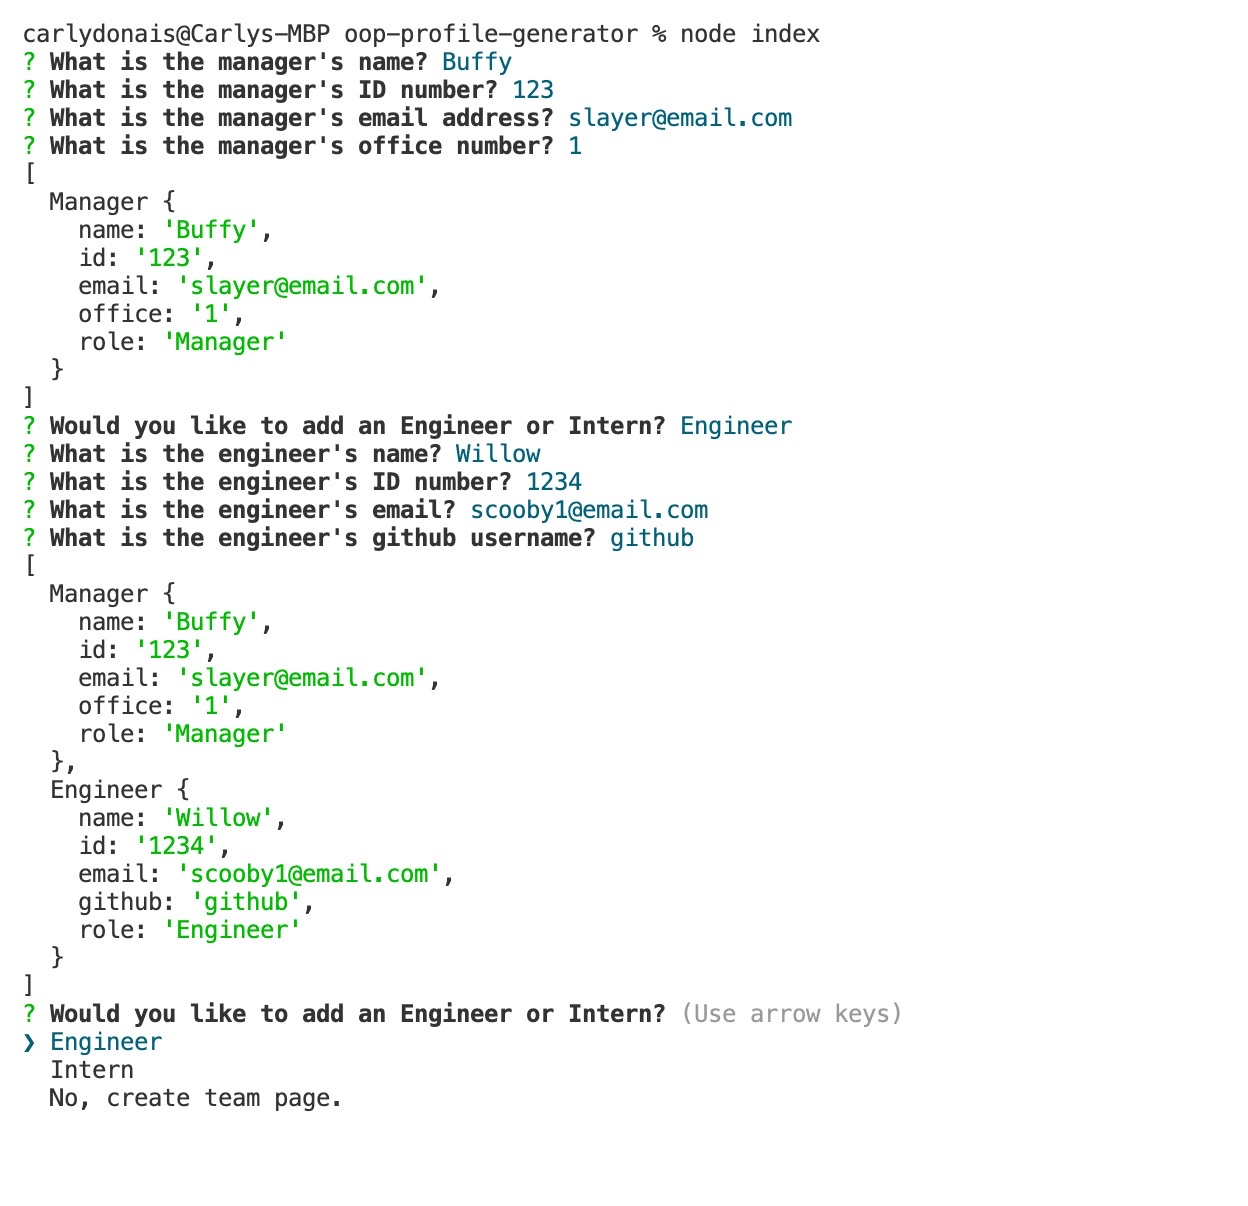 carlydonais@Carlys-MBP oop-profile-generator % node index
? What is the manager's name? Buffy
? What is the manager's ID number? 123
? What is the manager's email address? slayer@email.com
? What is the manager's office number? 1
[
  Manager {
    name: 'Buffy',
    id: '123',
    email: 'slayer@email.com',
    office: '1',
    role: 'Manager'
  }
]
? Would you like to add an Engineer or Intern? Engineer
? What is the engineer's name? Willow
? What is the engineer's ID number? 1234
? What is the engineer's email? scooby1@email.com
? What is the engineer's github username? github
[
  Manager {
    name: 'Buffy',
    id: '123',
    email: 'slayer@email.com',
    office: '1',
    role: 'Manager'
  },
  Engineer {
    name: 'Willow',
    id: '1234',
    email: 'scooby1@email.com',
    github: 'github',
    role: 'Engineer'
  }
]
? Would you like to add an Engineer or Intern? (Use arrow keys)
❯ Engineer
  Intern
  No, create team page.